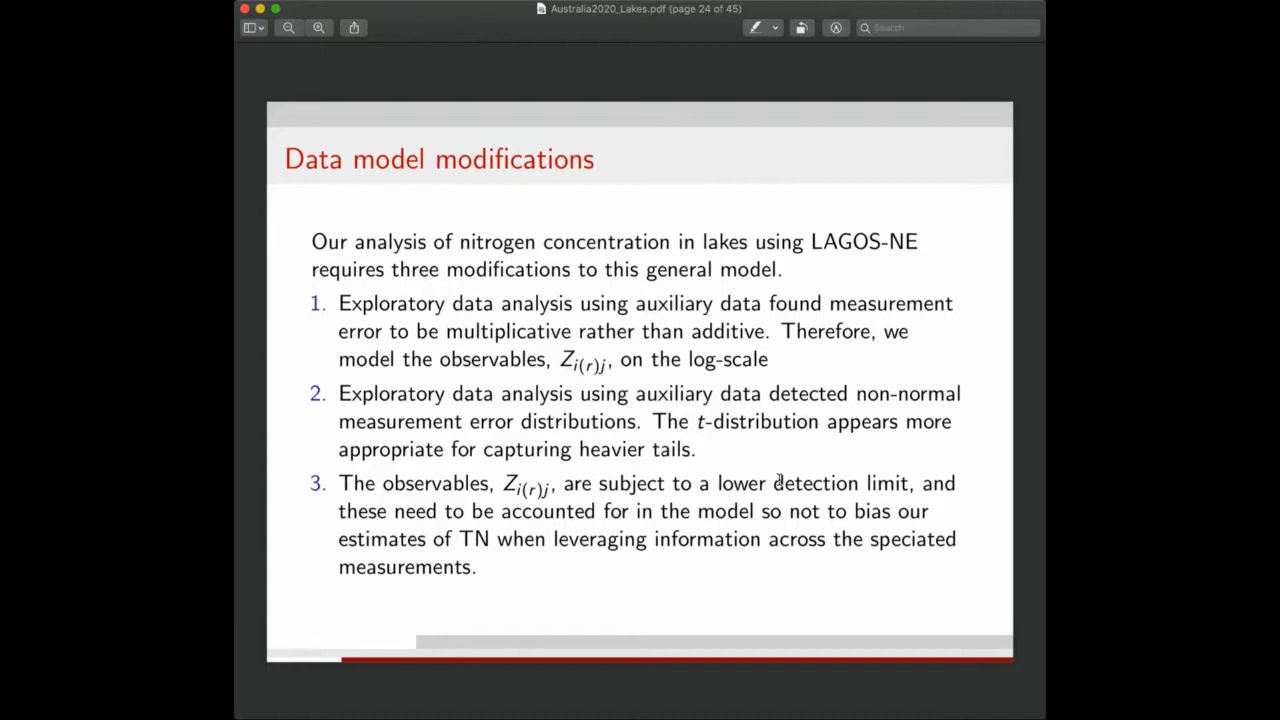 Australia2020_Lakes.pdf (page 24 of 45)
Search
Data model modifications
Our analysis of nitrogen concentration in lakes using LAGOS-NE
requires three modifications to this general model.
1. Exploratory data analysis using auxiliary data found measurement
error to be multiplicative rather than additive. Therefore, we
model the observables, Z_{i(r)j}, on the log-scale
2. Exploratory data analysis using auxiliary data detected non-normal
measurement error distributions. The t-distribution appears more
appropriate for capturing heavier tails.
3. The observables, Z_{i(r)j}, are subject to a lower detection limit, and
these need to be accounted for in the model so not to bias our
estimates of TN when leveraging information across the speciated
measurements.